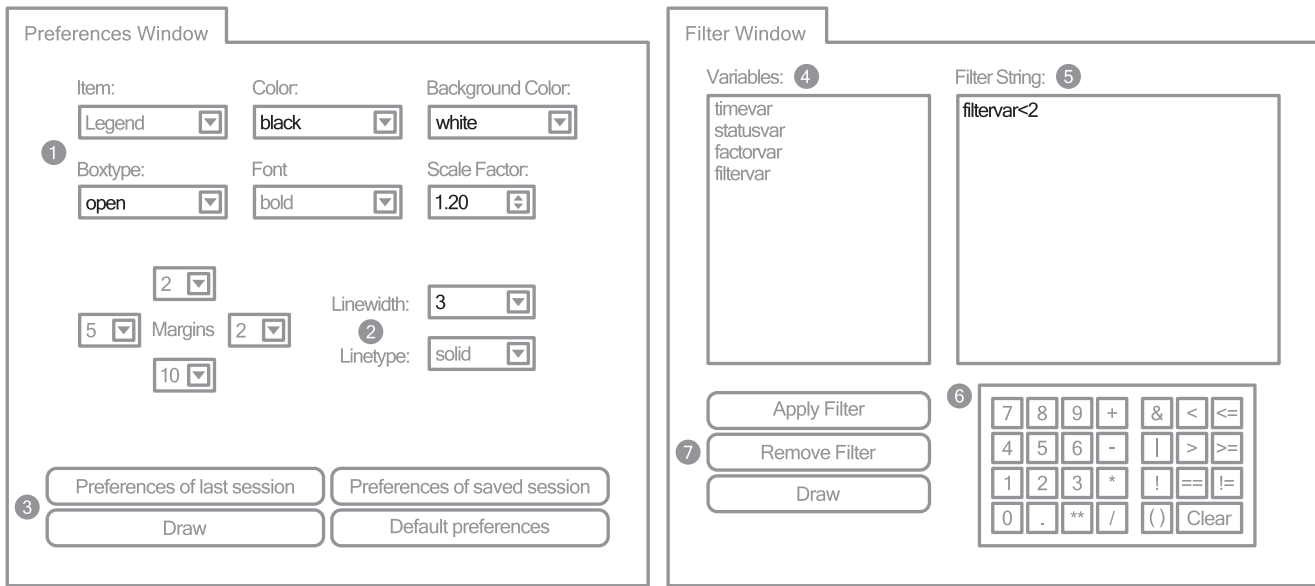 Preferences Window
Item: Color: Background Color:
Legend black white
1
Boxtype: Font Scale Factor:
open bold 1.20
2
5 Margins 2
10
Linewidth: 3
2
Linetype: solid
3
Preferences of last session Preferences of saved session
Draw Default preferences
Filter Window
Variables: 4 Filter String: 5
timevar
statusvar
factorvar
filtervar
filtervar<2
Apply Filter
7 Remove Filter
Draw
6
7 8 9 + & < <=
4 5 6 - | > >=
1 2 3 * ! == !=
0 . ** / () Clear